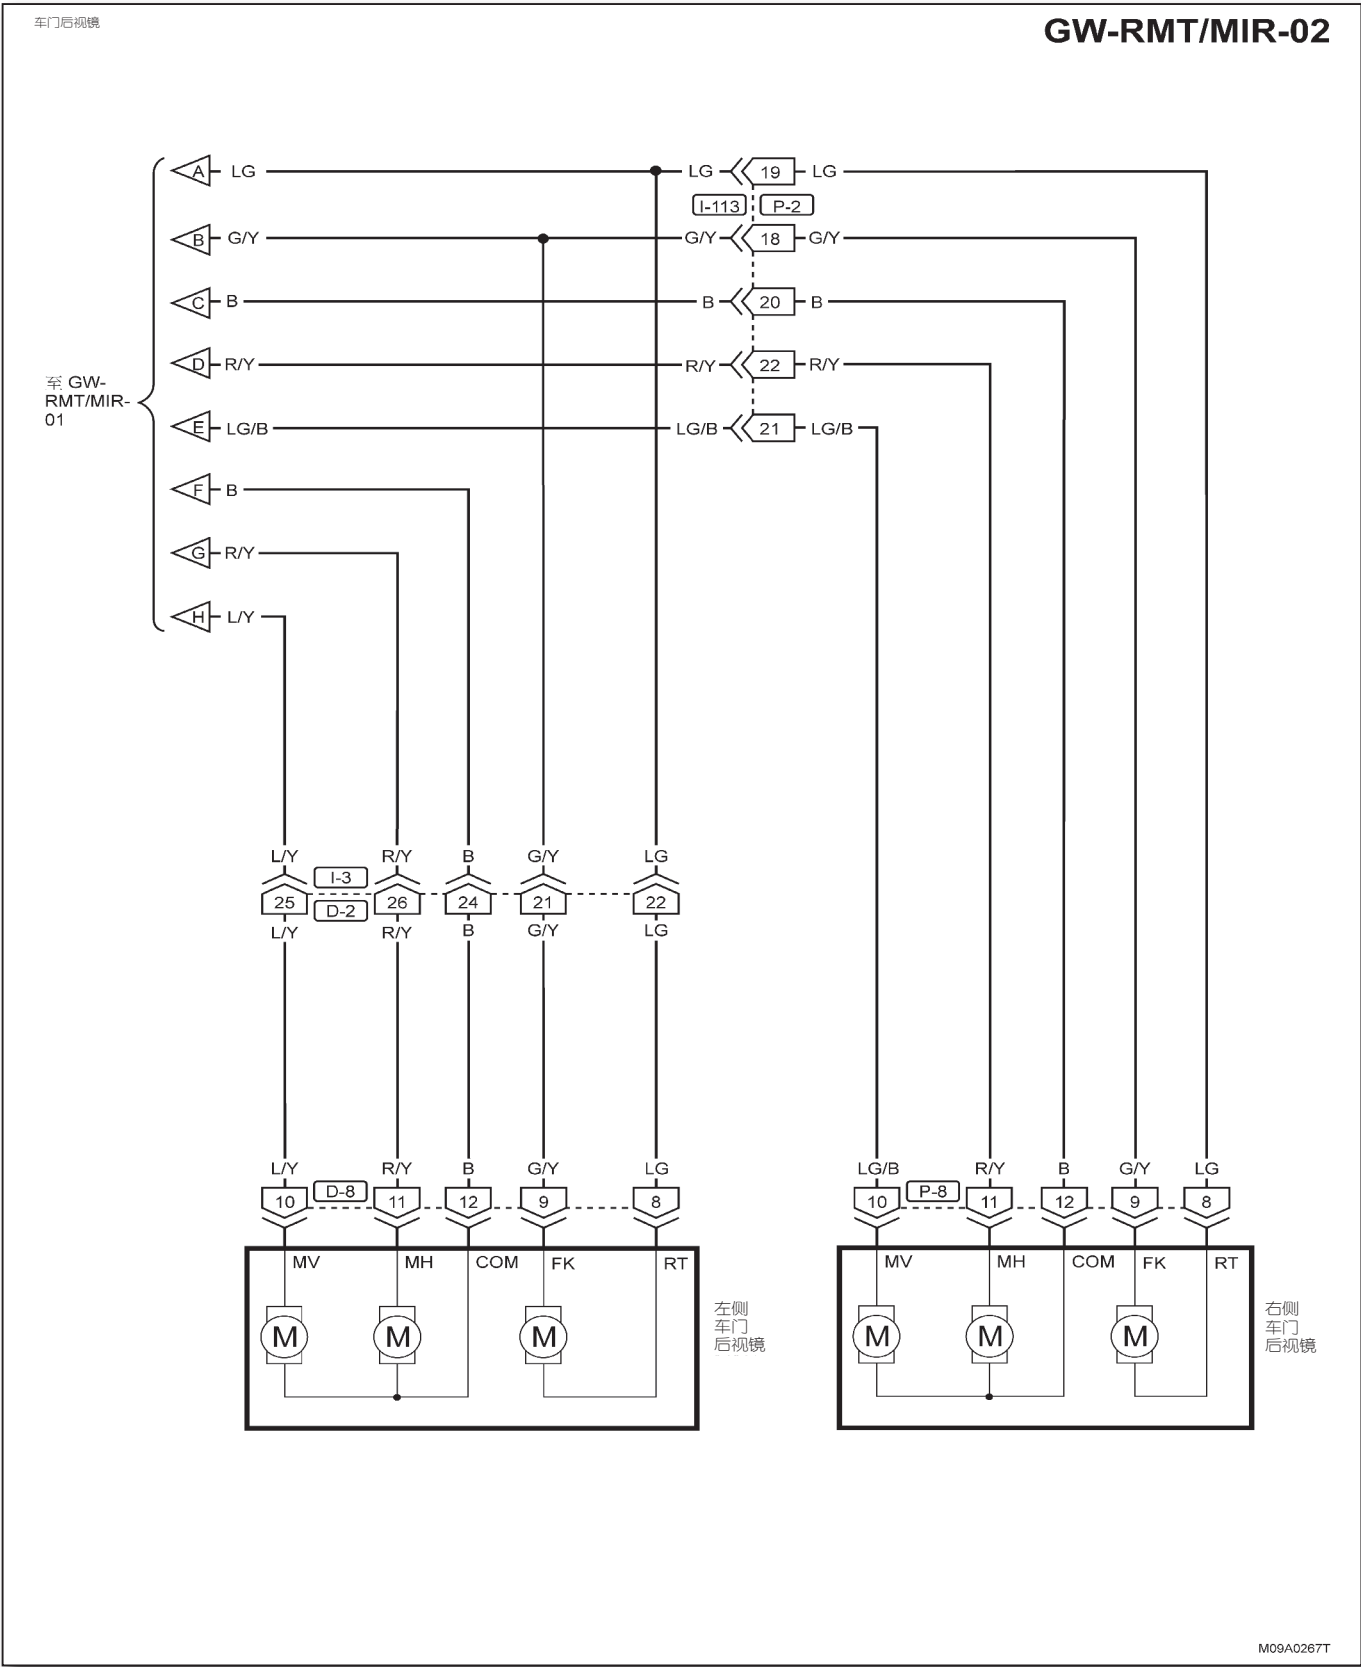 车门后视镜
GW-RMT/MIR-02
A LG LG 19 LG
I-113 P-2
B G/Y G/Y 18 G/Y
C B B 20 B
D R/Y R/Y 22 R/Y
至 GW-
RMT/MIR-
01
E LG/B LG/B 21 LG/B
F B
G R/Y
H L/Y
L/Y R/Y B G/Y LG
I-3
25 26 24 21 22
D-2
L/Y R/Y B G/Y LG
L/Y R/Y B G/Y LG LG/B R/Y B G/Y LG
10 D-8 11 12 9 8 10 P-8 11 12 9 8
MV MH COM FK RT MV MH COM FK RT
M M M M M M
左侧
车门
后视镜
右侧
车门
后视镜
M09A0267T